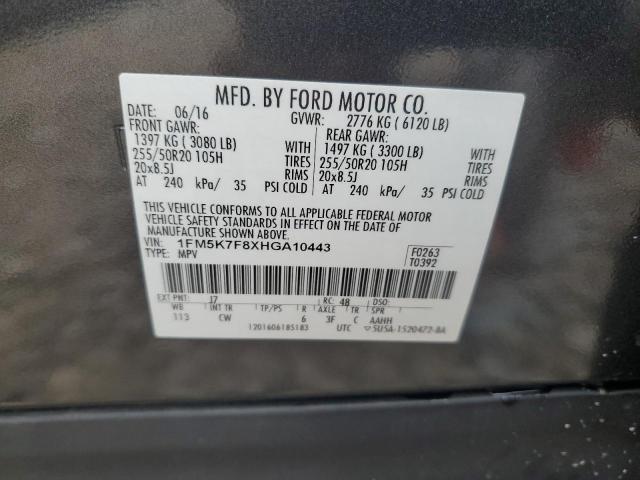 MFD. BY FORD MOTOR CO.
DATE: 06/16 GVWR: 2776 KG ( 6120 LB)
FRONT GAWR: REAR GAWR:
1397 KG ( 3080 LB) WITH 1497 KG ( 3300 LB) WITH
255/50R20 105H TIRES 255/50R20 105H TIRES
20x8.5J RIMS 20x8.5J RIMS
AT 240 kPa/ 35 PSI COLD AT 240 kPa/ 35 PSI COLD
THIS VEHICLE CONFORMS TO ALL APPLICABLE FEDERAL MOTOR
VEHICLE SAFETY STANDARDS IN EFFECT ON THE DATE OF
MANUFACTURE SHOWN ABOVE.
VIN: 1FM5K7F8XHGA10443 F0263
TYPE: MPV T0392
EXT PNT: J7 RC: 48 DSO:
WB INT TR TP/PS R AXLE TR SPR
113 CW 6 3F C AAHH
1201606185183 UTC ▽5U5A-1520472-BA